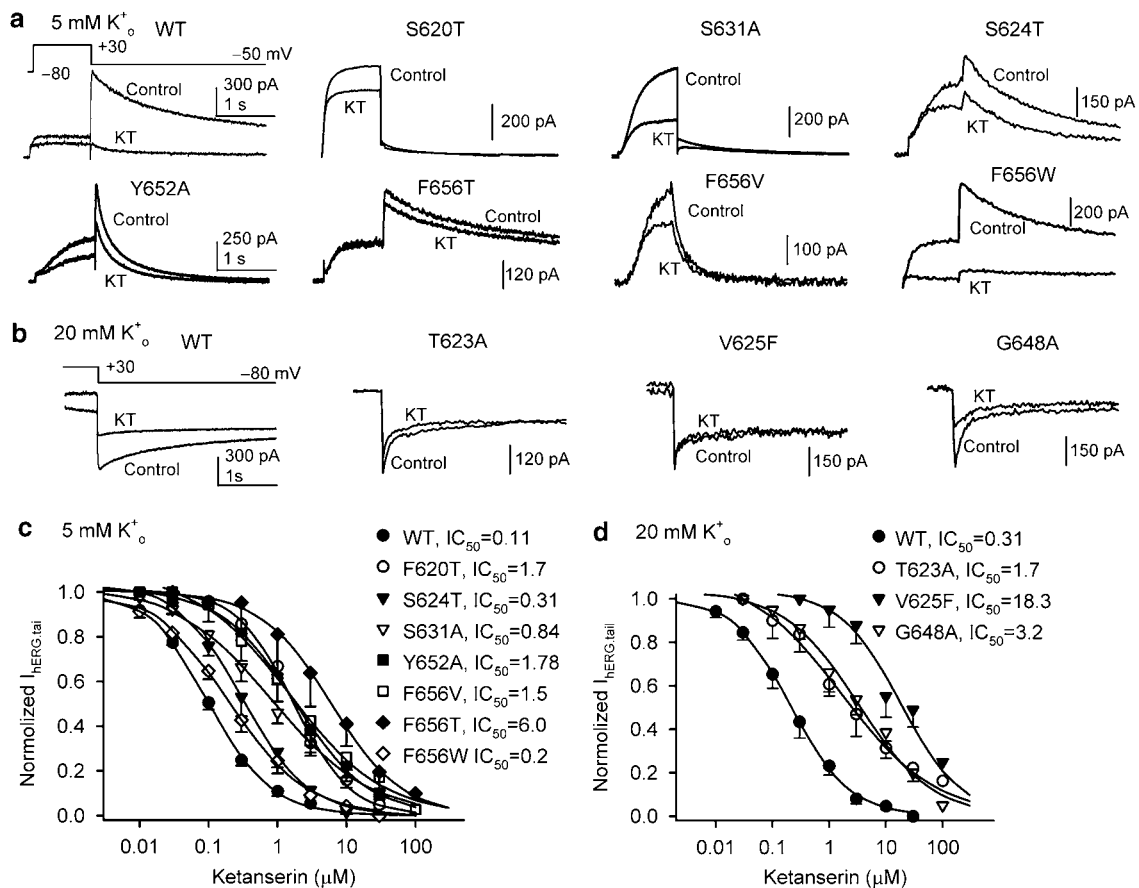 a 5 mM K⁺ₒ
WT
S620T
S631A
S624T
+30
−50 mV
−80
Control
300 pA
1 s
KT
Control
KT
200 pA
Control
KT
200 pA
Control
KT
150 pA
Y652A
F656T
F656V
F656W
Control
250 pA
1 s
KT
Control
KT
120 pA
Control
KT
100 pA
Control
200 pA
KT
b 20 mM K⁺ₒ
WT
T623A
V625F
G648A
+30
−80 mV
KT
Control
300 pA
1s
KT
Control
120 pA
KT
Control
150 pA
KT
Control
150 pA
c 5 mM K⁺ₒ
WT, IC50=0.11
F620T, IC50=1.7
S624T, IC50=0.31
S631A, IC50=0.84
Y652A, IC50=1.78
F656V, IC50=1.5
F656T, IC50=6.0
F656W IC50=0.2
Normolized IhERG.tail
1.0
0.8
0.6
0.4
0.2
0.0
0.01 0.1 1 10 100
Ketanserin (µM)
d 20 mM K⁺ₒ
WT, IC50=0.31
T623A, IC50=1.7
V625F, IC50=18.3
G648A, IC50=3.2
Normolized IhERG.tail
1.0
0.8
0.6
0.4
0.2
0.0
0.01 0.1 1 10 100
Ketanserin (µM)